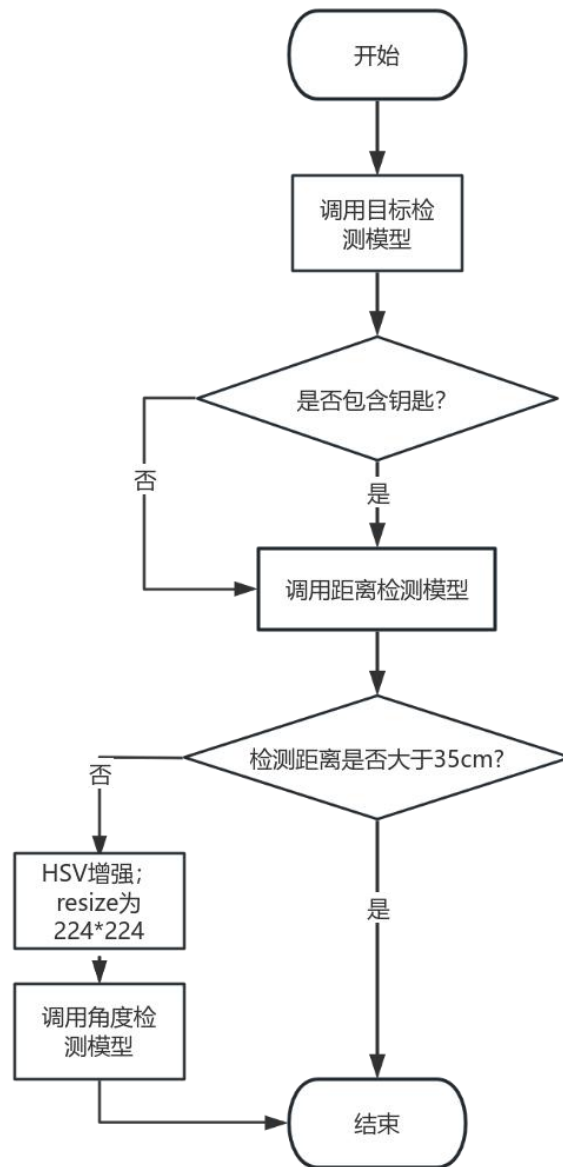 开始
调用目标检
测模型
是否包含钥匙?
否
是
调用距离检测模型
检测距离是否大于35cm?
否
HSV增强;
resize为
224*224
是
调用角度检
测模型
结束